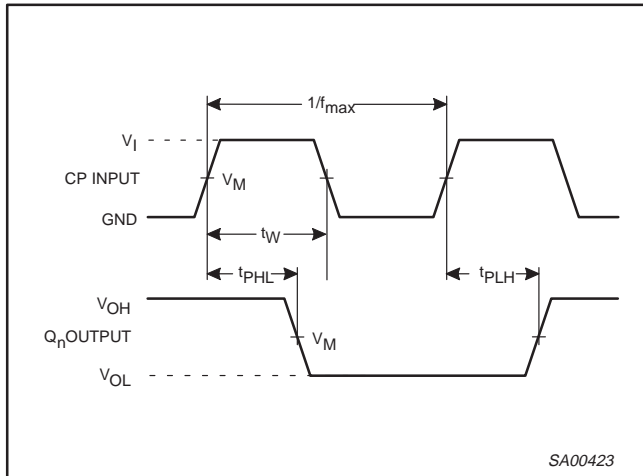 1/fmax
VI
CP INPUT
VM
GND
tW
tPHL
tPLH
VOH
QnOUTPUT
VM
VOL
SA00423